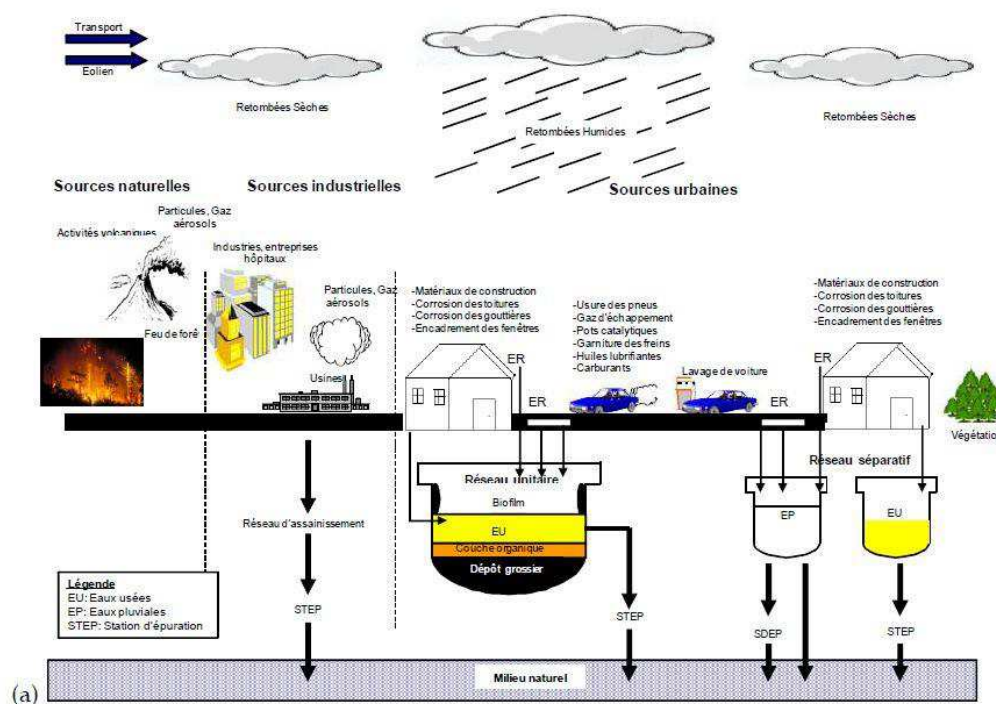 Transport
Eolien
Retombées Sèches
Retombées Humides
Retombées Sèches
Sources naturelles
Sources industrielles
Sources urbaines
Particules, Gaz
aérosols
Activités volcaniques
Feu de forê
Industries, entreprises
hôpitaux
Particules, Gaz
aérosols
Usines
-Matériaux de construction
-Corrosion des toitures
-Corrosion des gouttières
-Encadrement des fenêtres
ER
ER
-Usure des pneus
-Gaz d'échappement
-Pots catalytiques
-Garniture des freins
-Huiles lubrifiantes
-Carburants
Lavage de voiture
ER
-Matériaux de construction
-Corrosion des toitures
-Corrosion des gouttières
-Encadrement des fenêtres
ER
Végétatio
Réseau d'assainissement
STEP
Réseau unitaire
Biofilm
EU
Couche organique
Dépôt grossier
STEP
Réseau séparatif
EP
EU
SDEP
STEP
Légende
EU: Eaux usées
EP: Eaux pluviales
STEP: Station d'épuration
Milieu naturel
(a)